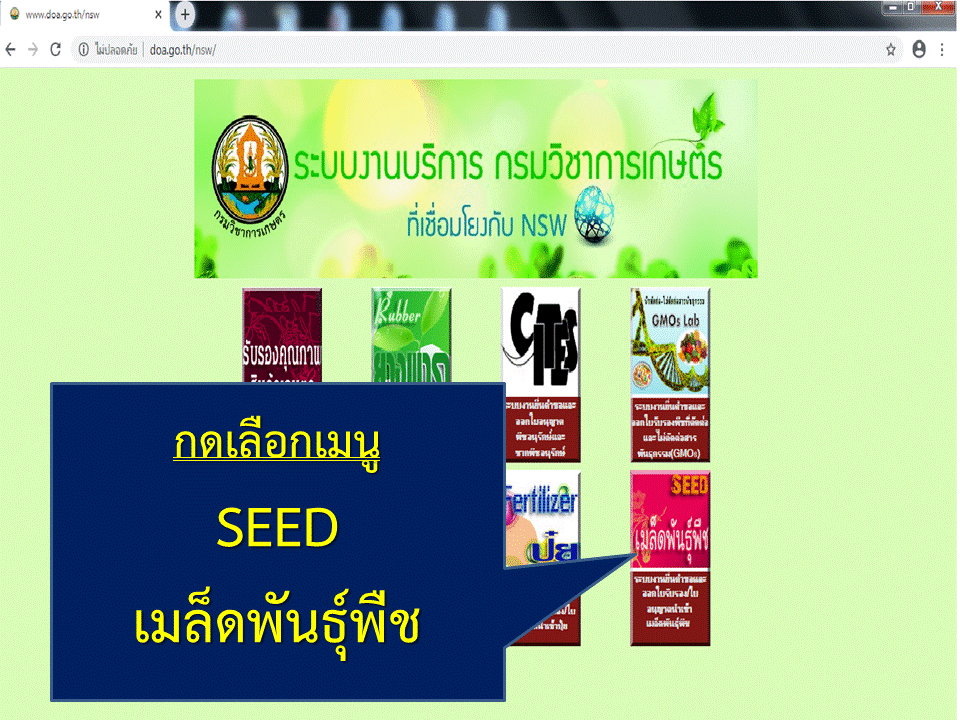 www.doa.go.th/nsw
ไม่ปลอดภัย
doa.go.th/nsw/
กรมวิชาการเกษตร
ระบบงานบริการ กรมวิชาการเกษตร
ที่เชื่อมโยงกับ NSW
รับรองคุณภาพ
Rubber
ยางพารา
CITES
ระบบงานยื่นคำขอและ
ออกใบอนุญาต
พืชอนุรักษ์และ
ซากพืชอนุรักษ์
GMOs Lab
ระบบงานยื่นคำขอและ
ออกใบรับรองพืชที่ตัดต่อ
และไม่ตัดต่อสาร
พันธุกรรม(GMOs)
กดเลือกเมนู
SEED
เมล็ดพันธุ์พืช
Fertilizer
ปุ๋ย
SEED
เมล็ดพันธุ์พืช
ระบบงานยื่นคำขอและ
ออกใบรับรอง/ใบ
อนุญาตนำเข้า
เมล็ดพันธุ์พืช